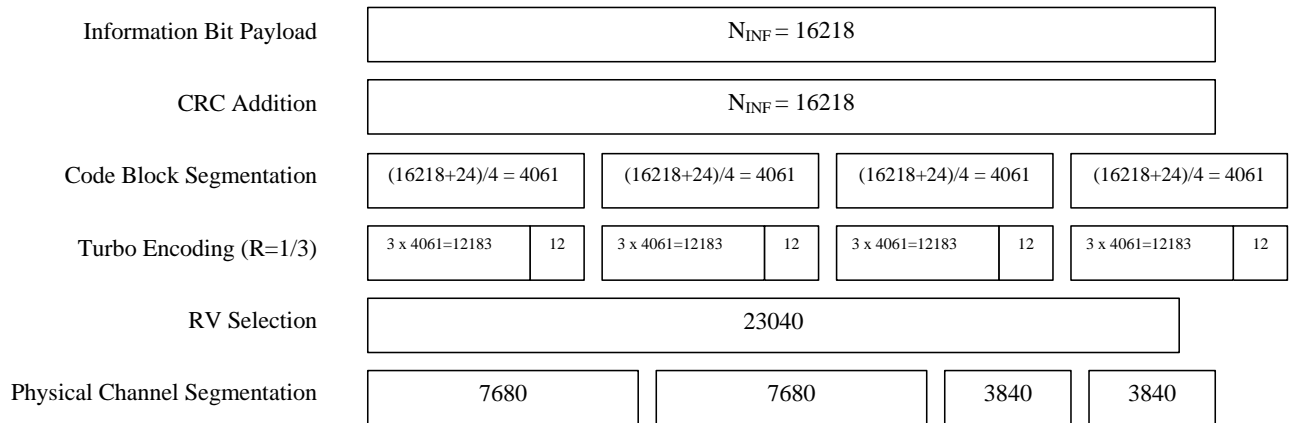 Information Bit Payload N_INF = 16218
CRC Addition N_INF = 16218
Code Block Segmentation (16218+24)/4 = 4061 (16218+24)/4 = 4061 (16218+24)/4 = 4061 (16218+24)/4 = 4061
Turbo Encoding (R=1/3) 3 x 4061=12183 12 3 x 4061=12183 12 3 x 4061=12183 12 3 x 4061=12183 12
RV Selection 23040
Physical Channel Segmentation 7680 7680 3840 3840